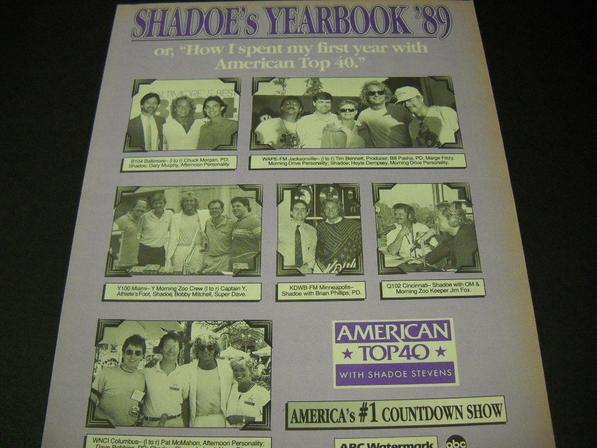 SHADOE'S YEARBOOK '89
or, "How I spent my first year with
American Top 40."
B104 Baltimore– (l to r) Chuck Morgan, PD;
Shadoe; Gary Murphy, Afternoon Personality.
WAPE-FM Jacksonville– (l to r) Tim Bennett, Producer; Bill Pasha, PD; Marge
Morning Drive Personality; Shadoe; Hoyle Dempsey, Morning Drive Personality.
Y100 Miami– Y Morning Zoo Crew (l to r) Captain Y,
Athlete's Foot, Shadoe, Bobby Mitchell, Super Dave.
KDWB-FM Minneapolis–
Shadoe with Brian Phillips, PD.
Q102 Cincinnati– Shadoe with OM &
Morning Zoo Keeper Jim Fox.
AMERICAN
TOP40
WITH SHADOE STEVENS
AMERICA'S #1 COUNTDOWN SHOW
WNCI Columbus– (l to r) Pat McMahon, Afternoon Personality;
Dave Robbins, PD;
ABC Watermark
abc